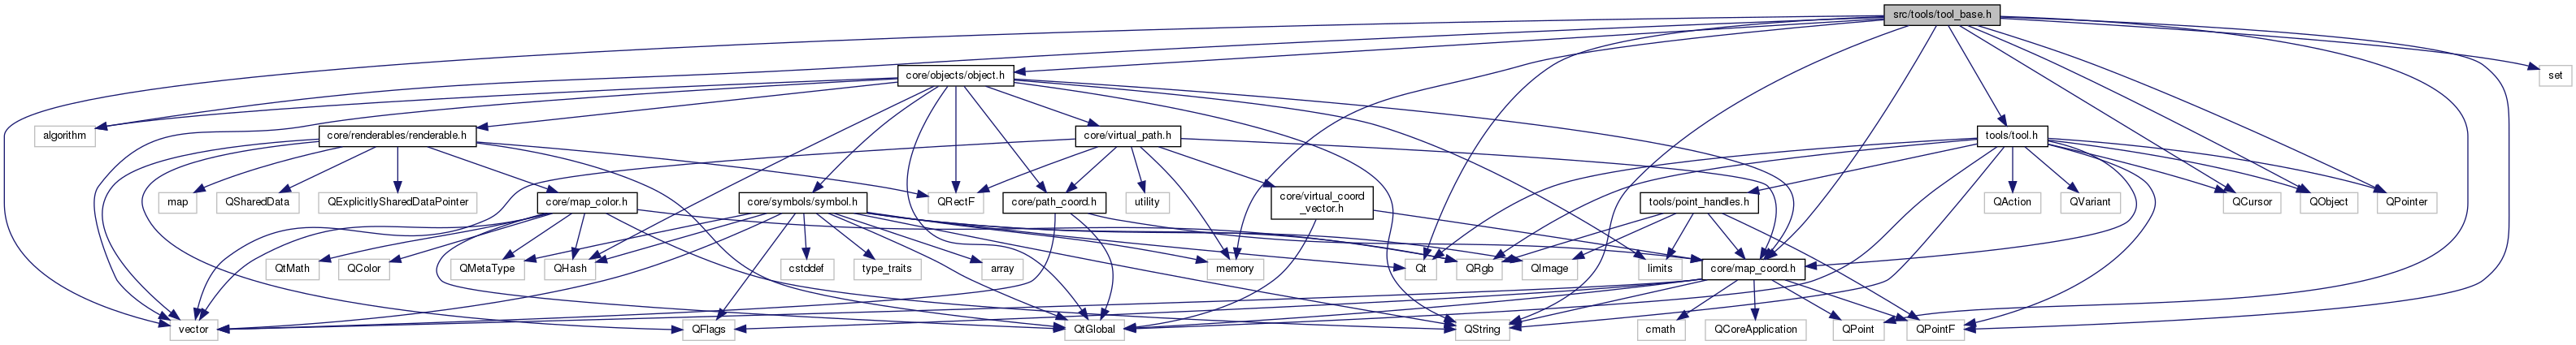 src/tools/tool_base.h
core/objects/object.h
set
algorithm
core/renderables/renderable.h
core/virtual_path.h
tools/tool.h
map
QSharedData
QExplicitlySharedDataPointer
core/map_color.h
core/symbols/symbol.h
QRectF
core/path_coord.h
utility
core/virtual_coord
_vector.h
tools/point_handles.h
QAction
QVariant
QCursor
QObject
QPointer
QtMath
QColor
QMetaType
QHash
cstddef
type_traits
array
memory
Qt
QRgb
QImage
limits
core/map_coord.h
vector
QFlags
QtGlobal
QString
cmath
QCoreApplication
QPoint
QPointF